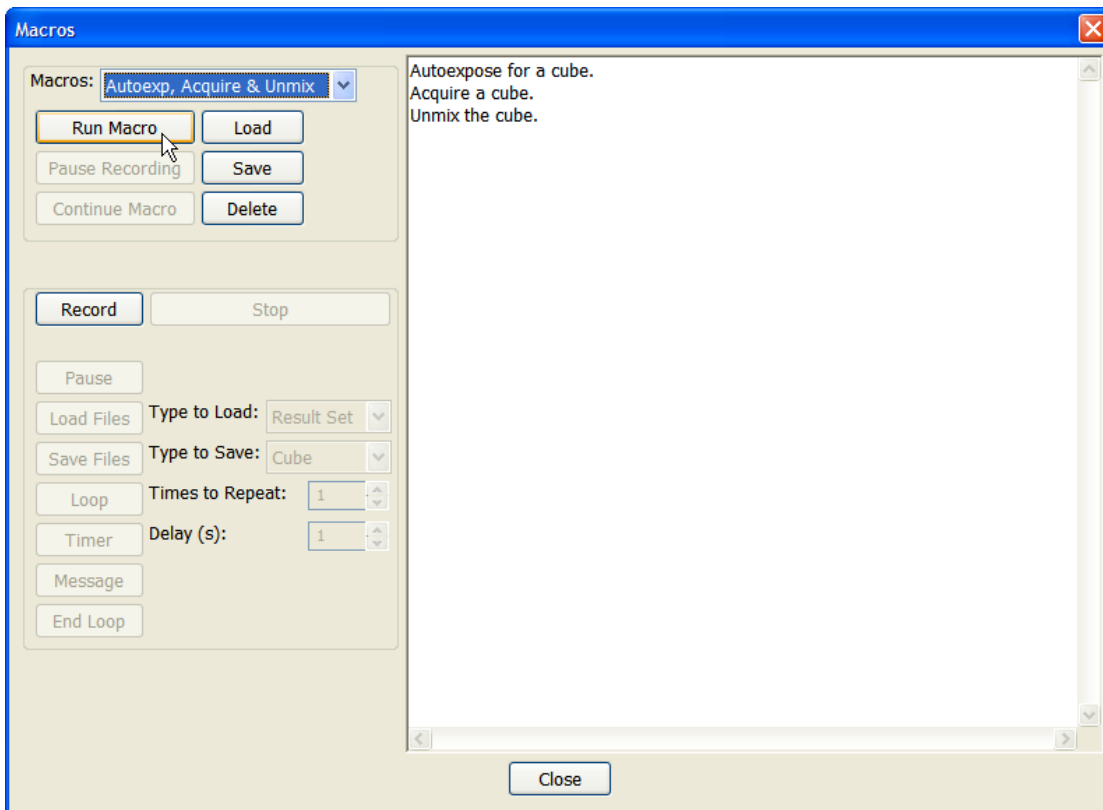 Macros
Macros: Autoexp, Acquire & Unmix
Run Macro Load
Pause Recording Save
Continue Macro Delete
Record Stop
Pause
Load Files Type to Load: Result Set
Save Files Type to Save: Cube
Loop Times to Repeat: 1
Timer Delay (s): 1
Message
End Loop
Autoexpose for a cube.
Acquire a cube.
Unmix the cube.
Close